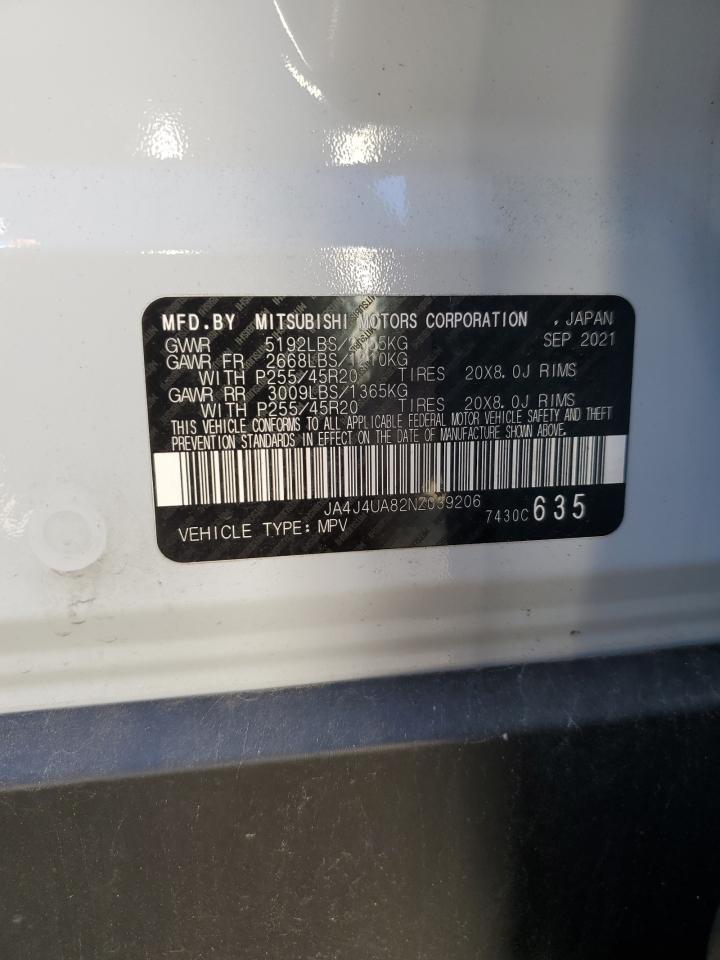 MFD.BY MITSUBISHI MOTORS CORPORATION , JAPAN
GVWR 5192LBS/ SEP 2021
GAWR FR 2668LBS/1210KG
WITH P255/45R20 TIRES 20X8.0J RIMS
GAWR RR 3009LBS/1365KG
WITH P255/45R20 TIRES 20X8.0J RIMS
THIS VEHICLE CONFORMS TO ALL APPLICABLE FEDERAL MOTOR VEHICLE SAFETY AND THEFT
PREVENTION STANDARDS IN EFFECT ON THE DATE OF MANUFACTURE SHOWN ABOVE.
JA4J4UA82NZ039206
VEHICLE TYPE: MPV 7430C 635